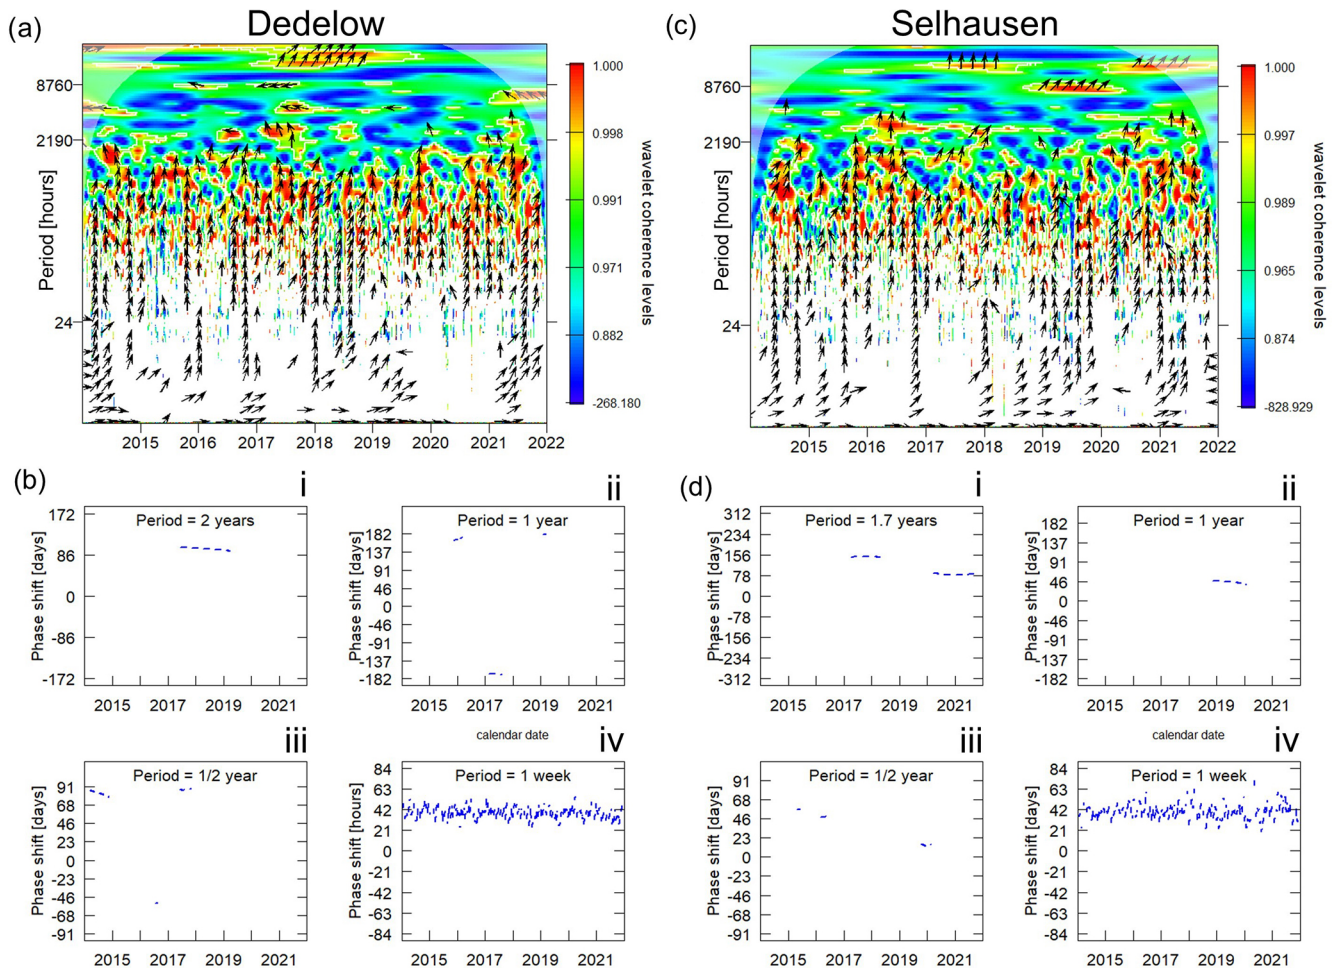 (a)
Dedelow
(c)
Selhausen
Period [hours]
8760
2190
24
2015 2016 2017 2018 2019 2020 2021 2022
1.000
0.998
0.991
0.971
0.882
-268.180
wavelet coherence levels
Period [hours]
8760
2190
24
2015 2016 2017 2018 2019 2020 2021 2022
1.000
0.997
0.989
0.965
0.874
-828.929
wavelet coherence levels
(b)
i
Period = 2 years
Phase shift [days]
172
86
0
-86
-172
2015 2017 2019 2021
ii
Period = 1 year
Phase shift [days]
182
137
91
46
0
-46
-91
-137
-182
2015 2017 2019 2021
calendar date
iii
Period = 1/2 year
Phase shift [days]
91
68
46
23
0
-23
-46
-68
-91
2015 2017 2019 2021
iv
Period = 1 week
Phase shift [hours]
84
63
42
21
0
-21
-42
-63
-84
2015 2017 2019 2021
(d)
i
Period = 1.7 years
Phase shift [days]
312
234
156
78
0
-78
-156
-234
-312
2015 2017 2019 2021
ii
Period = 1 year
Phase shift [days]
182
137
91
46
0
-46
-91
-137
-182
2015 2017 2019 2021
calendar date
iii
Period = 1/2 year
Phase shift [days]
91
68
46
23
0
-23
-46
-68
-91
2015 2017 2019 2021
iv
Period = 1 week
Phase shift [days]
84
63
42
21
0
-21
-42
-63
-84
2015 2017 2019 2021